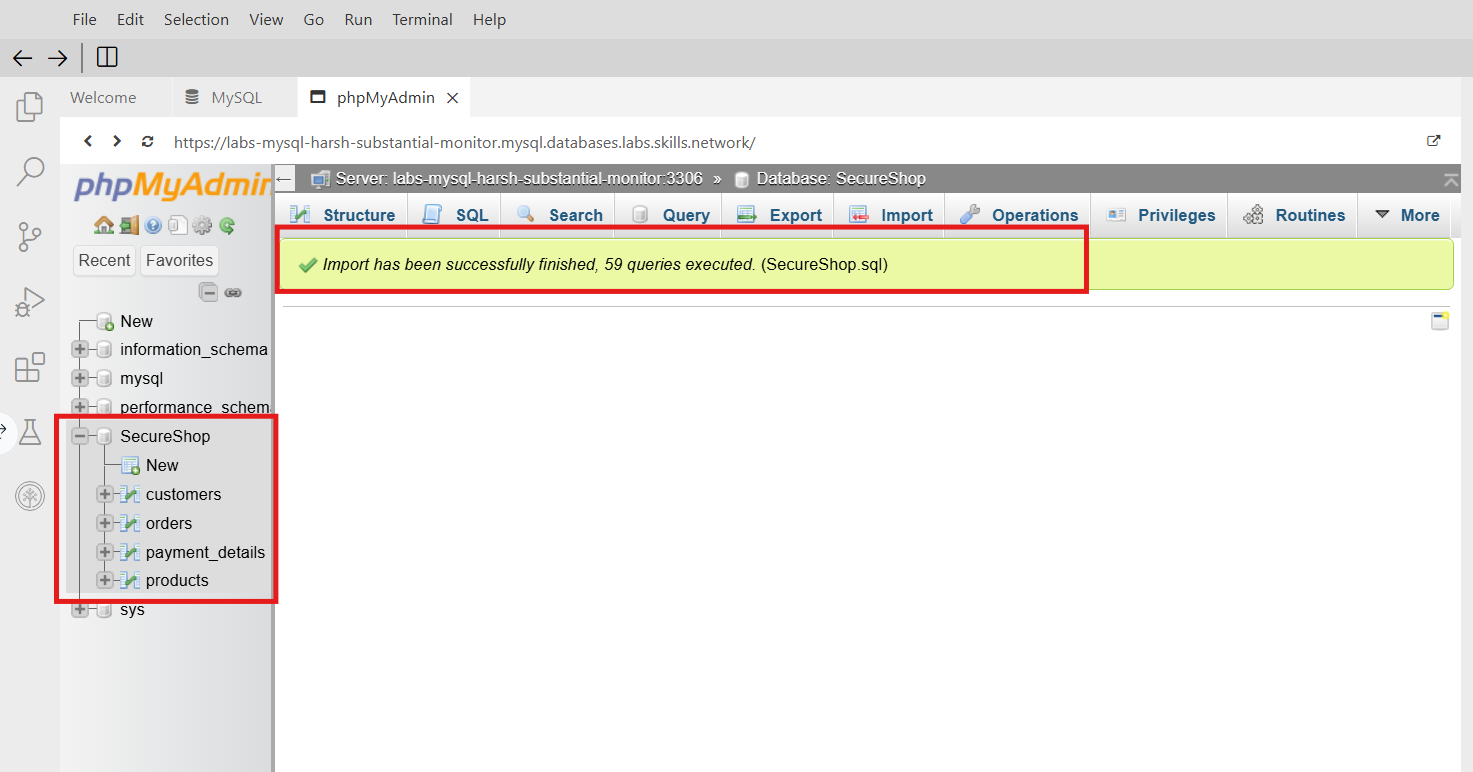 File Edit Selection View Go Run Terminal Help
Welcome MySQL phpMyAdmin
https://labs-mysql-harsh-substantial-monitor.mysql.databases.labs.skills.network/
phpMyAdmin
Server: labs-mysql-harsh-substantial-monitor:3306 » Database: SecureShop
Structure SQL Search Query Export Import Operations Privileges Routines More
Recent Favorites
Import has been successfully finished, 59 queries executed. (SecureShop.sql)
New
information_schema
mysql
performance_schem
SecureShop
New
customers
orders
payment_details
products
sys